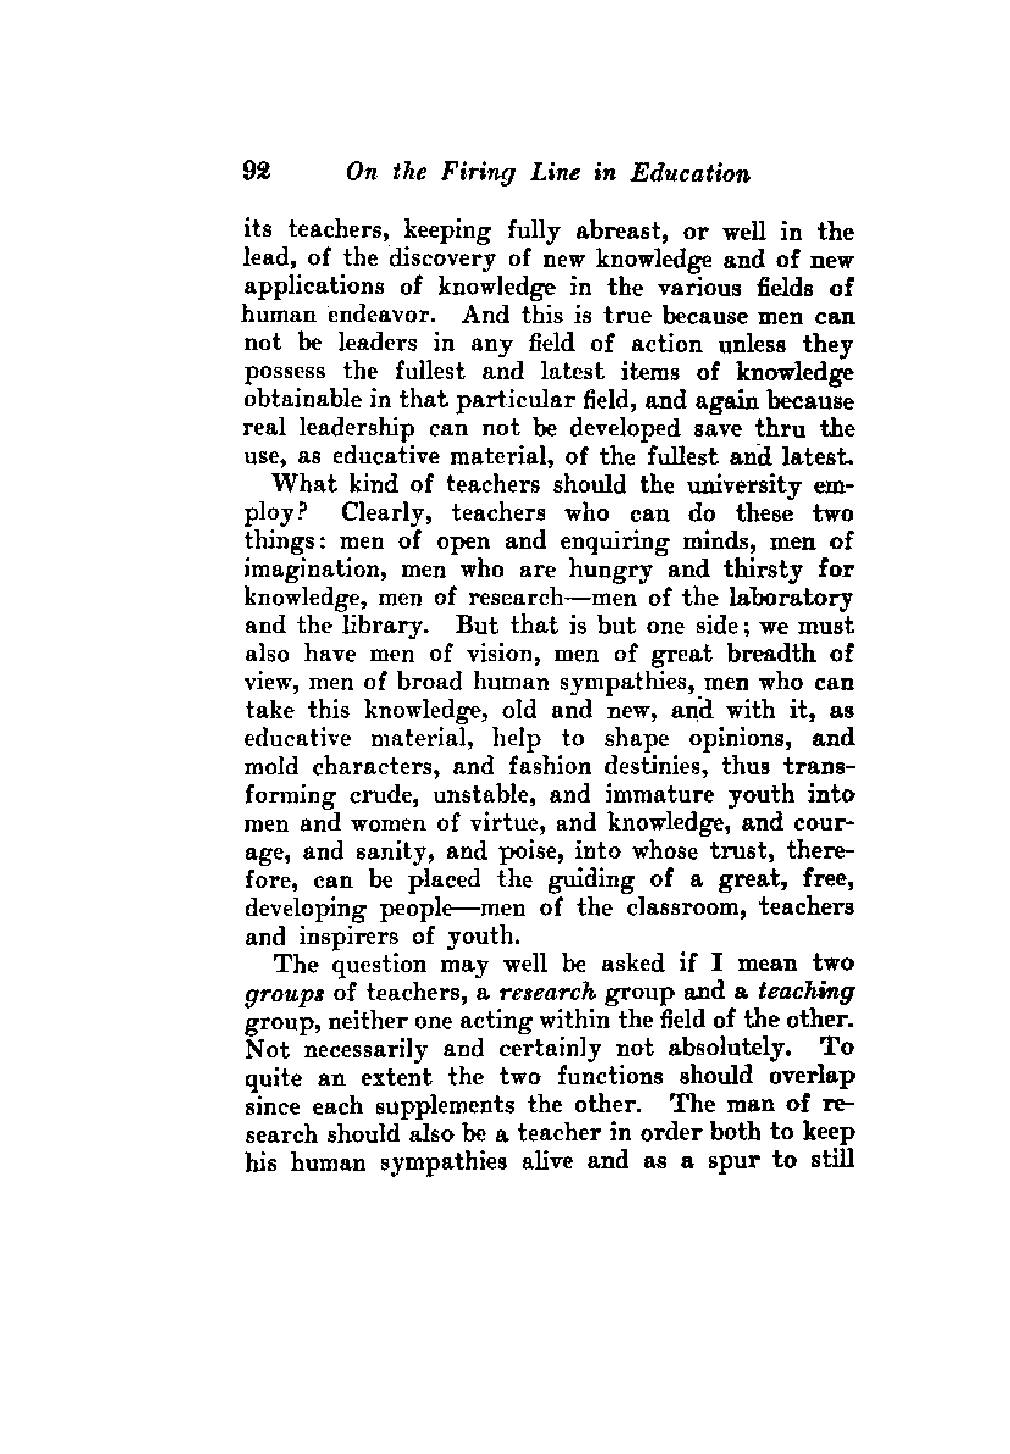 92 On the Firing Line in Education
its teachers, keeping fully abreast, or well in the
lead, of the discovery of new knowledge and of new
applications of knowledge in the various fields of
human endeavor. And this is true because men can
not be leaders in any field of action unless they
possess the fullest and latest items of knowledge
obtainable in that particular field, and again because
real leadership can not be developed save thru the
use, as educative material, of the fullest and latest.
What kind of teachers should the university em-
ploy? Clearly, teachers who can do these two
things: men of open and enquiring minds, men of
imagination, men who are hungry and thirsty for
knowledge, men of research—men of the laboratory
and the library. But that is but one side; we must
also have men of vision, men of great breadth of
view, men of broad human sympathies, men who can
take this knowledge, old and new, and with it, as
educative material, help to shape opinions, and
mold characters, and fashion destinies, thus trans-
forming crude, unstable, and immature youth into
men and women of virtue, and knowledge, and cour-
age, and sanity, and poise, into whose trust, there-
fore, can be placed the guiding of a great, free,
developing people—men of the classroom, teachers
and inspirers of youth.
The question may well be asked if I mean two
groups of teachers, a research group and a teaching
group, neither one acting within the field of the other.
Not necessarily and certainly not absolutely. To
quite an extent the two functions should overlap
since each supplements the other. The man of re-
search should also be a teacher in order both to keep
his human sympathies alive and as a spur to still